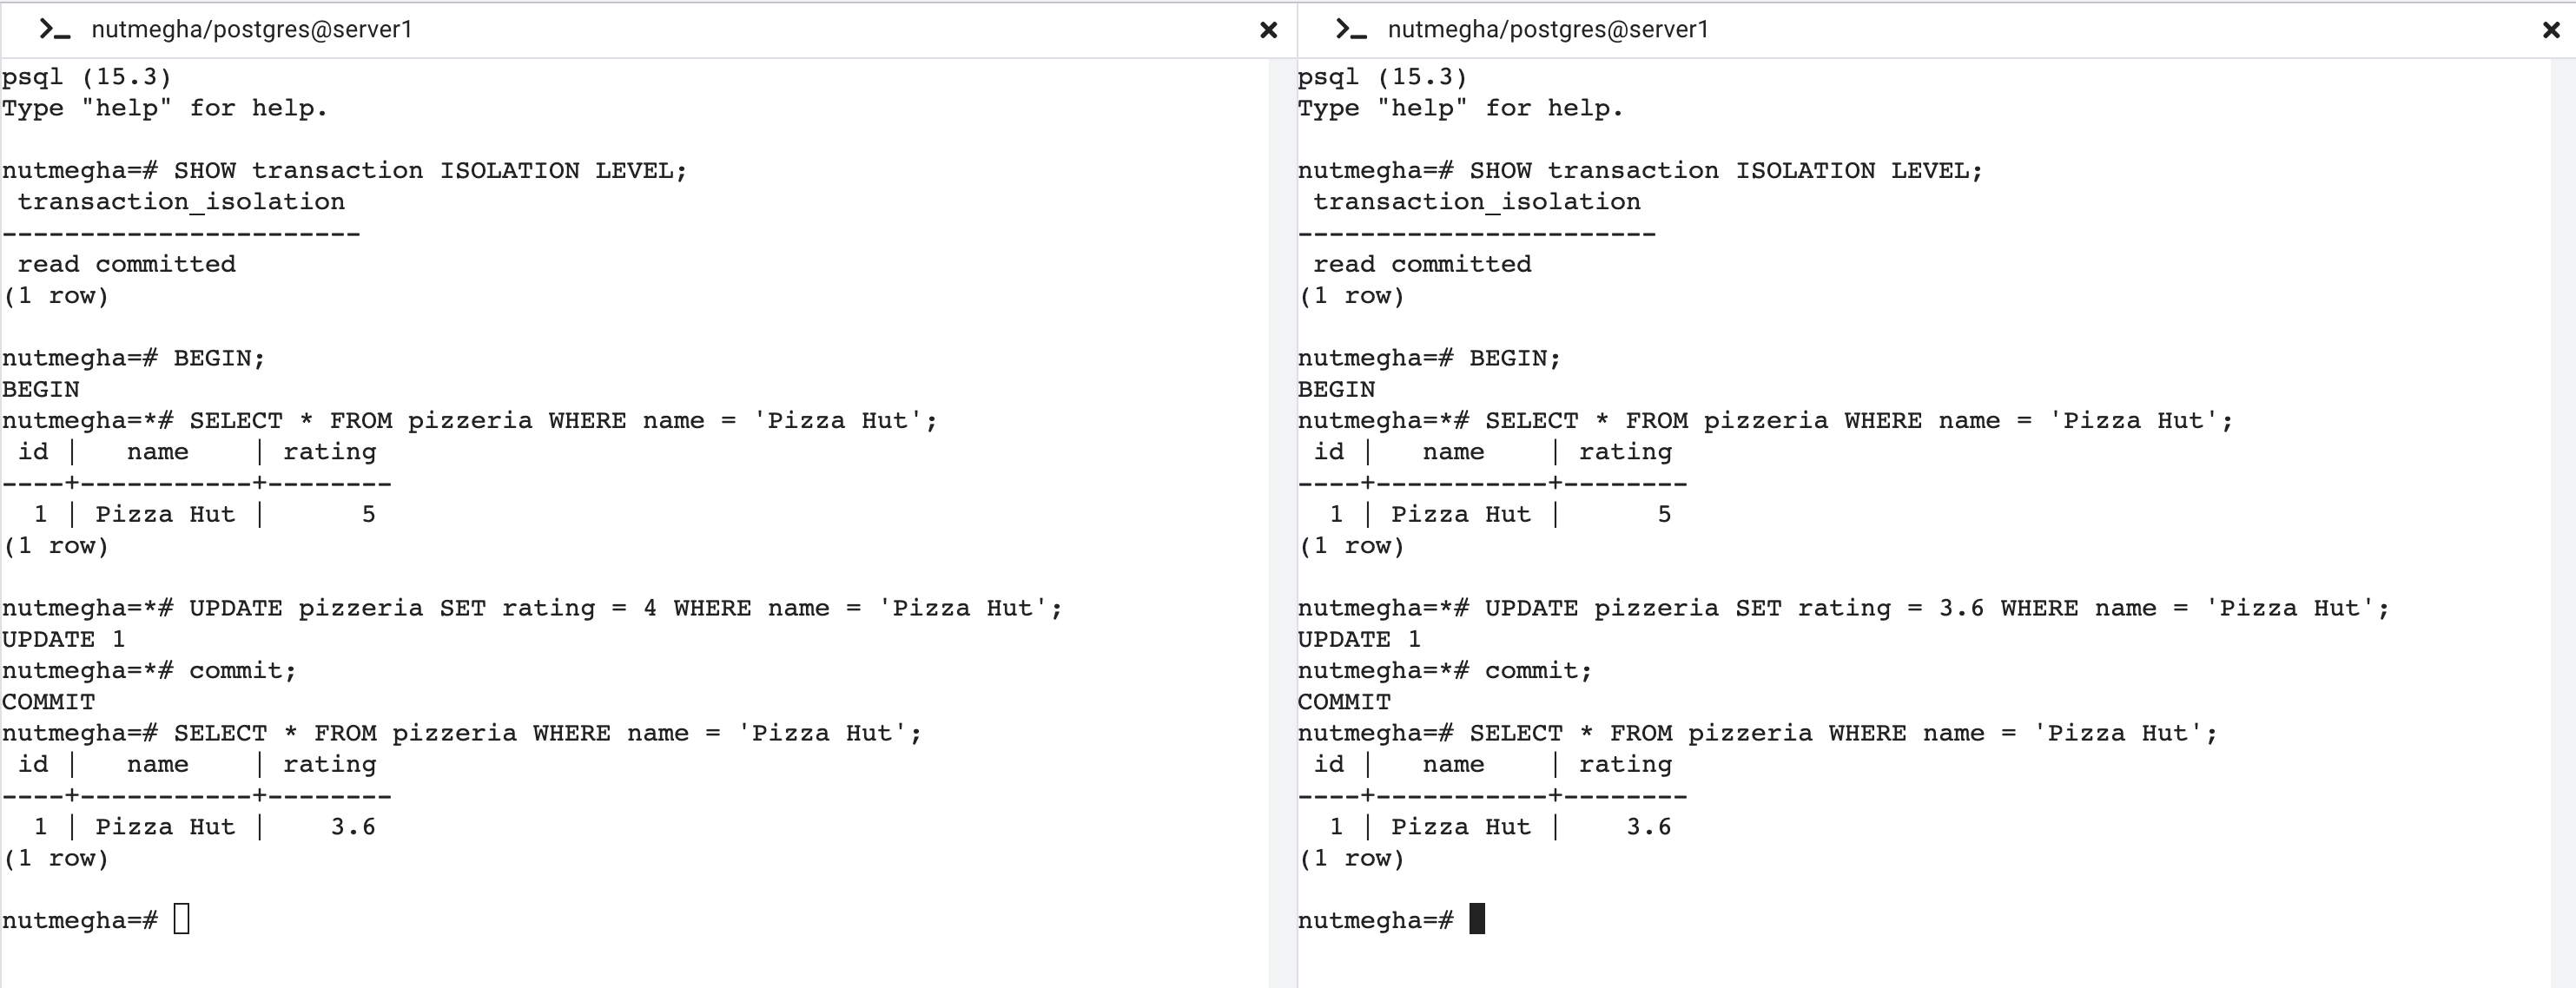 nutmegha/postgres@server1
psql (15.3)
Type "help" for help.
nutmegha=# SHOW transaction ISOLATION LEVEL;
 transaction_isolation
-----------------------
 read committed
(1 row)
nutmegha=# BEGIN;
BEGIN
nutmegha=*# SELECT * FROM pizzeria WHERE name = 'Pizza Hut';
 id |   name    | rating
----+-----------+--------
  1 | Pizza Hut |      5
(1 row)
nutmegha=*# UPDATE pizzeria SET rating = 4 WHERE name = 'Pizza Hut';
UPDATE 1
nutmegha=*# commit;
COMMIT
nutmegha=# SELECT * FROM pizzeria WHERE name = 'Pizza Hut';
 id |   name    | rating
----+-----------+--------
  1 | Pizza Hut |    3.6
(1 row)
nutmegha=#
nutmegha/postgres@server1
psql (15.3)
Type "help" for help.
nutmegha=# SHOW transaction ISOLATION LEVEL;
 transaction_isolation
-----------------------
 read committed
(1 row)
nutmegha=# BEGIN;
BEGIN
nutmegha=*# SELECT * FROM pizzeria WHERE name = 'Pizza Hut';
 id |   name    | rating
----+-----------+--------
  1 | Pizza Hut |      5
(1 row)
nutmegha=*# UPDATE pizzeria SET rating = 3.6 WHERE name = 'Pizza Hut';
UPDATE 1
nutmegha=*# commit;
COMMIT
nutmegha=# SELECT * FROM pizzeria WHERE name = 'Pizza Hut';
 id |   name    | rating
----+-----------+--------
  1 | Pizza Hut |    3.6
(1 row)
nutmegha=#